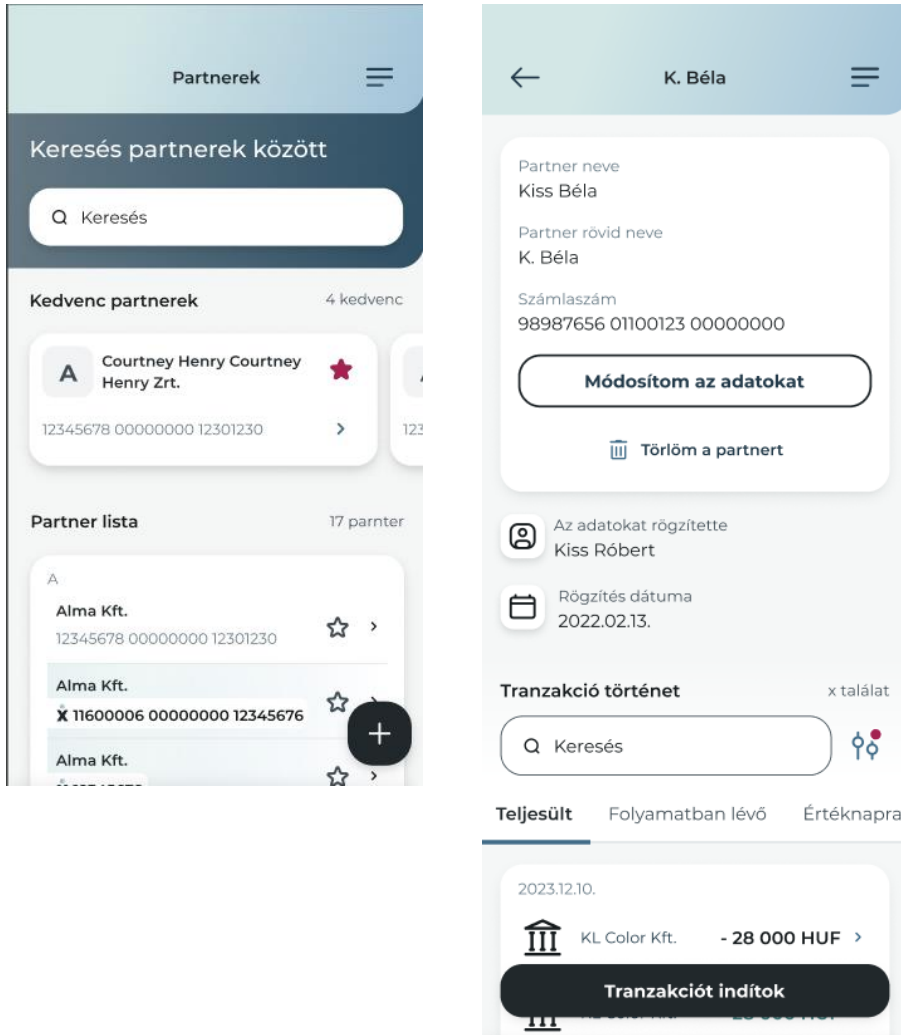 Partnerek
Keresés partnerek között
Keresés
Kedvenc partnerek
4 kedvenc
A
Courtney Henry Courtney
Henry Zrt.
12345678 00000000 12301230
123
Partner lista
17 parnter
A
Alma Kft.
12345678 00000000 12301230
Alma Kft.
11600006 00000000 12345676
Alma Kft.
K. Béla
Partner neve
Kiss Béla
Partner rövid neve
K. Béla
Számlaszám
98987656 01100123 00000000
Módosítom az adatokat
Törlöm a partnert
Az adatokat rögzítette
Kiss Róbert
Rögzítés dátuma
2022.02.13.
Tranzakció történet
x találat
Keresés
Teljesült
Folyamatban lévő
Értéknapra
2023.12.10.
KL Color Kft.
- 28 000 HUF
Tranzakciót indítok